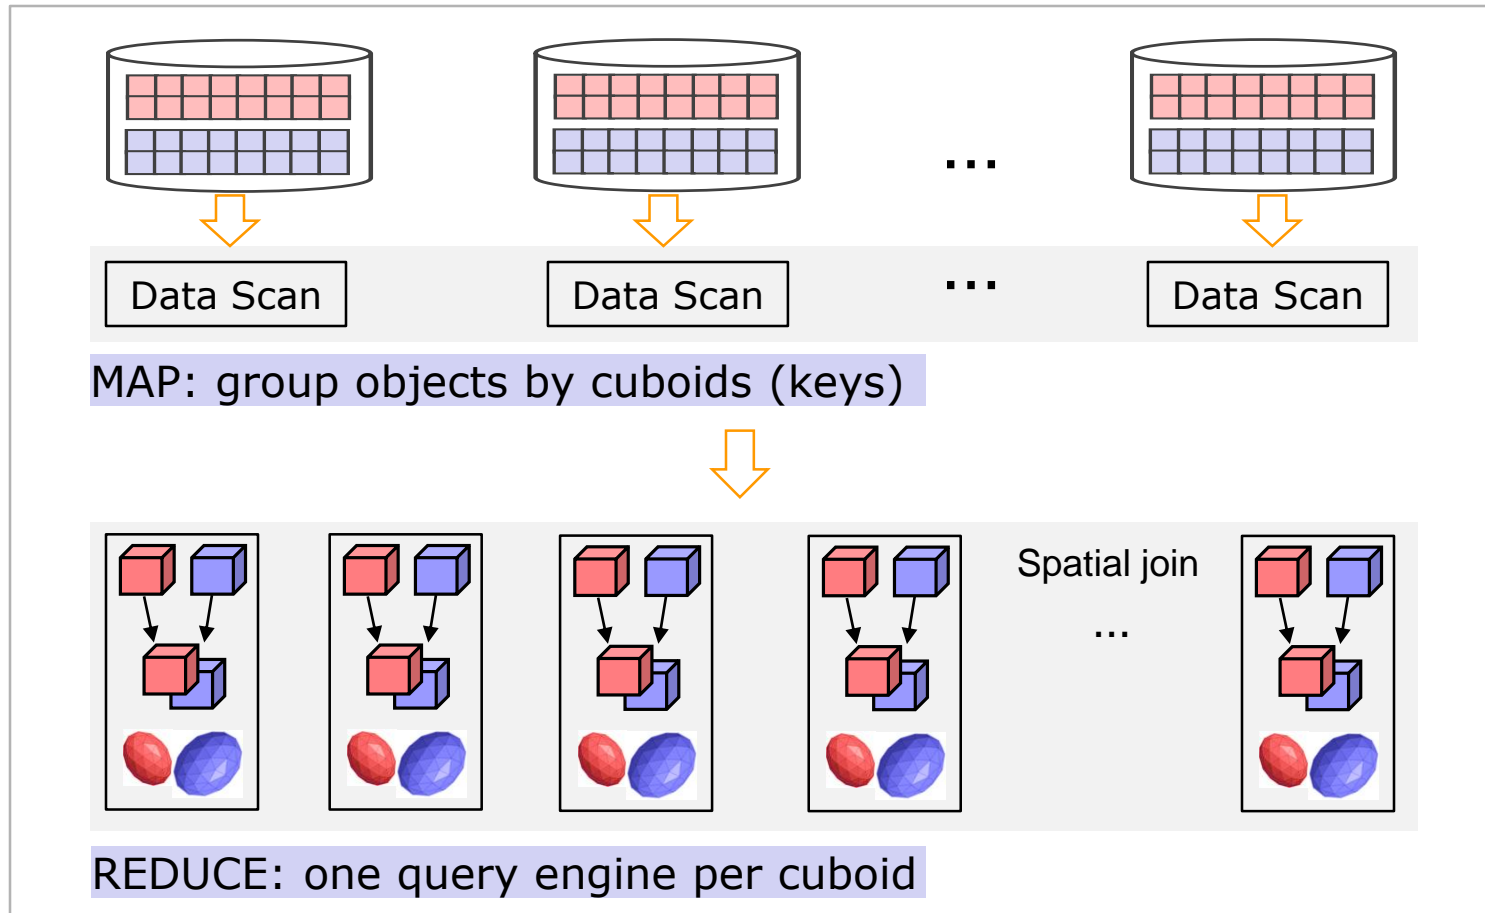 ...
Data Scan
Data Scan
...
Data Scan
MAP: group objects by cuboids (keys)
Spatial join
...
REDUCE: one query engine per cuboid